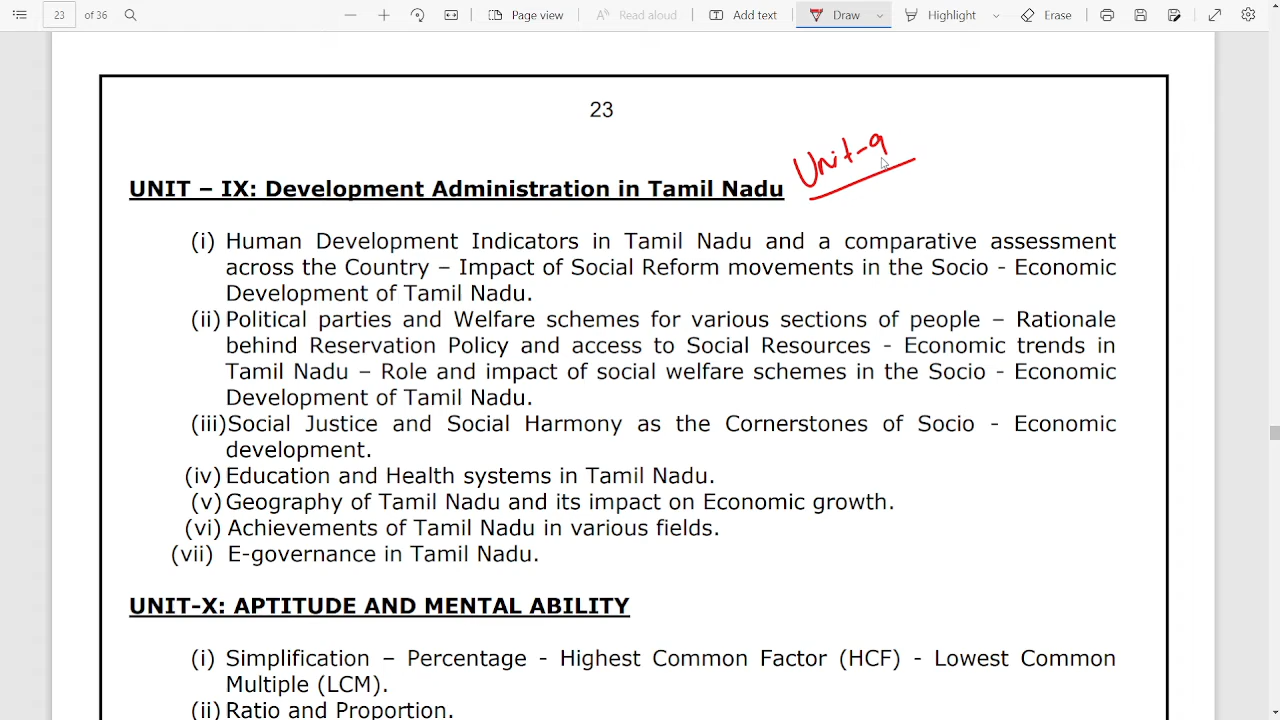 23
of 36
Page view
Read aloud
Add text
Draw
Highlight
Erase
23
Unit-9
UNIT – IX: Development Administration in Tamil Nadu
(i) Human Development Indicators in Tamil Nadu and a comparative assessment
across the Country – Impact of Social Reform movements in the Socio - Economic
Development of Tamil Nadu.
(ii) Political parties and Welfare schemes for various sections of people – Rationale
behind Reservation Policy and access to Social Resources - Economic trends in
Tamil Nadu – Role and impact of social welfare schemes in the Socio - Economic
Development of Tamil Nadu.
(iii)Social Justice and Social Harmony as the Cornerstones of Socio - Economic
development.
(iv) Education and Health systems in Tamil Nadu.
(v) Geography of Tamil Nadu and its impact on Economic growth.
(vi) Achievements of Tamil Nadu in various fields.
(vii) E-governance in Tamil Nadu.
UNIT-X: APTITUDE AND MENTAL ABILITY
(i) Simplification – Percentage - Highest Common Factor (HCF) - Lowest Common
Multiple (LCM).
(ii) Ratio and Proportion.